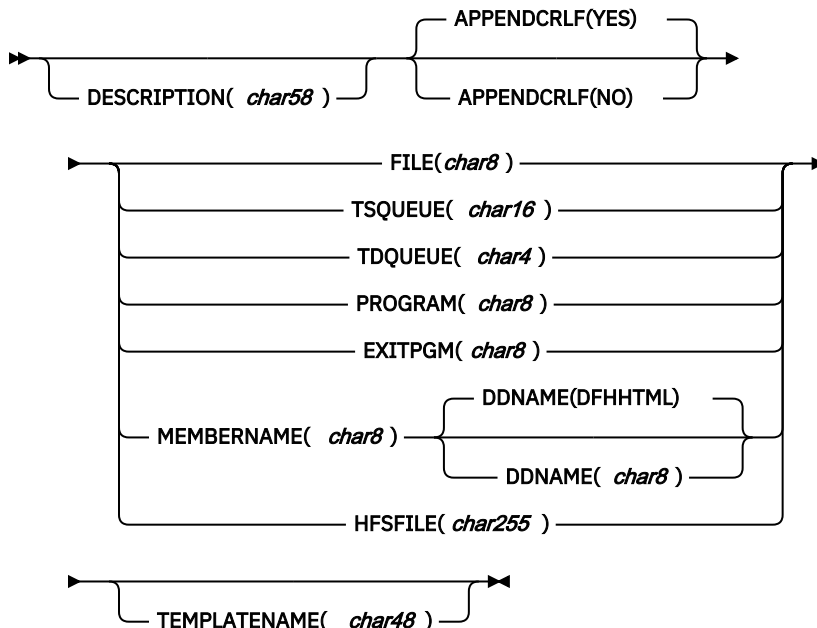 APPENDCRLF(YES)
DESCRIPTION( char58 )
APPENDCRLF(NO)
FILE(char8 )
TSQUEUE( char16 )
TDQUEUE( char4 )
PROGRAM( char8 )
EXITPGM( char8 )
DDNAME(DFHHTML)
MEMBERNAME( char8 )
DDNAME( char8 )
HFSFILE( char255 )
TEMPLATENAME( char48 )